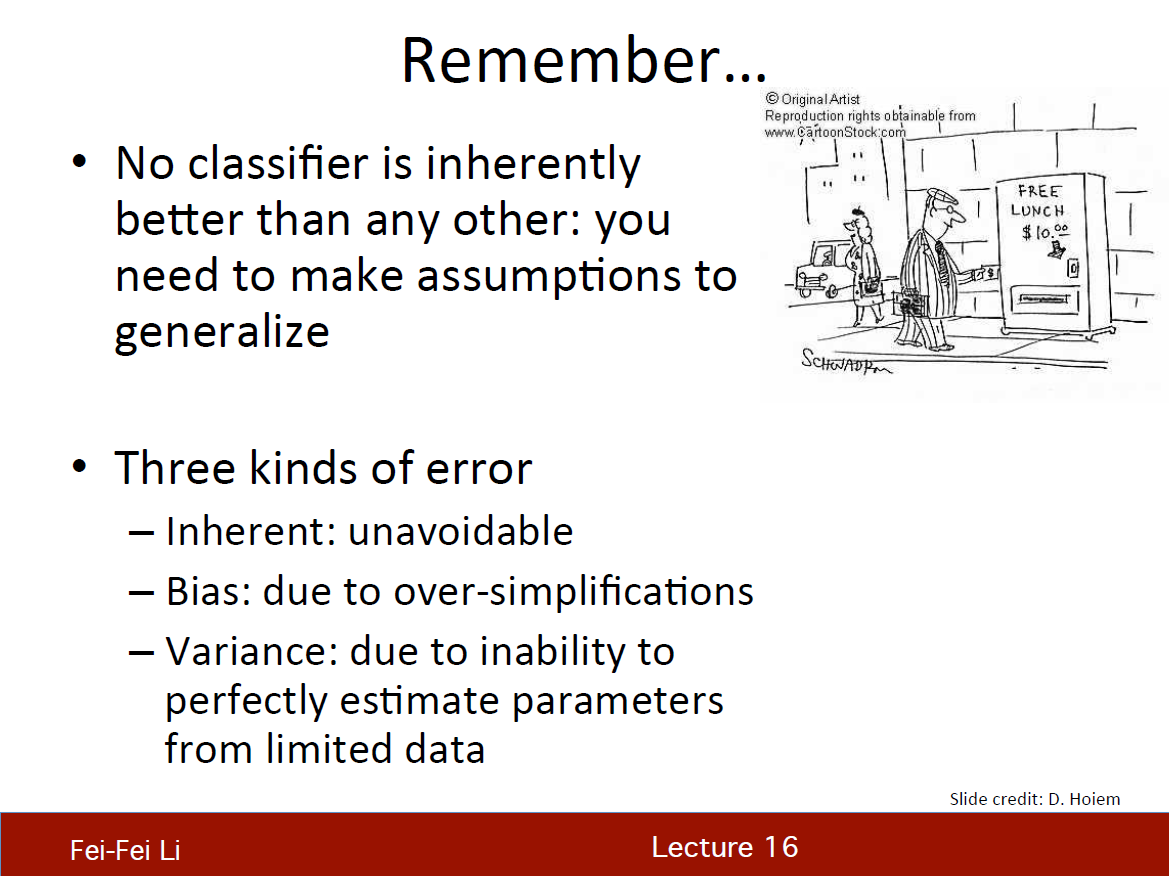 Remember...
© Original Artist
Reproduction rights obtainable from
www.CartoonStock.com
• No classifier is inherently
better than any other: you
need to make assumptions to
generalize
FREE
LUNCH
$10.00
SCHWADRON
• Three kinds of error
– Inherent: unavoidable
– Bias: due to over-simplifications
– Variance: due to inability to
perfectly estimate parameters
from limited data
Slide credit: D. Hoiem
Fei-Fei Li
Lecture 16